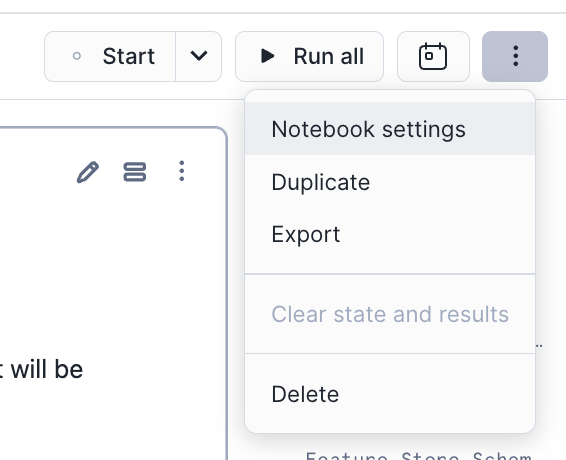 Start
Run all
Notebook settings
Duplicate
Export
Clear state and results
...
t will be
Delete
Feature Store Schem